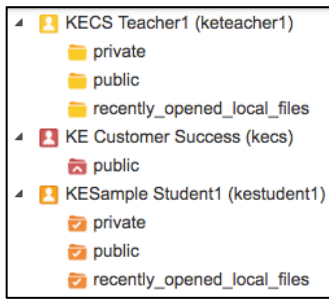 KECS Teacher1 (keteacher1)
private
public
recently_opened_local_files
KE Customer Success (kecs)
public
KESample Student1 (kestudent1)
private
public
recently_opened_local_files